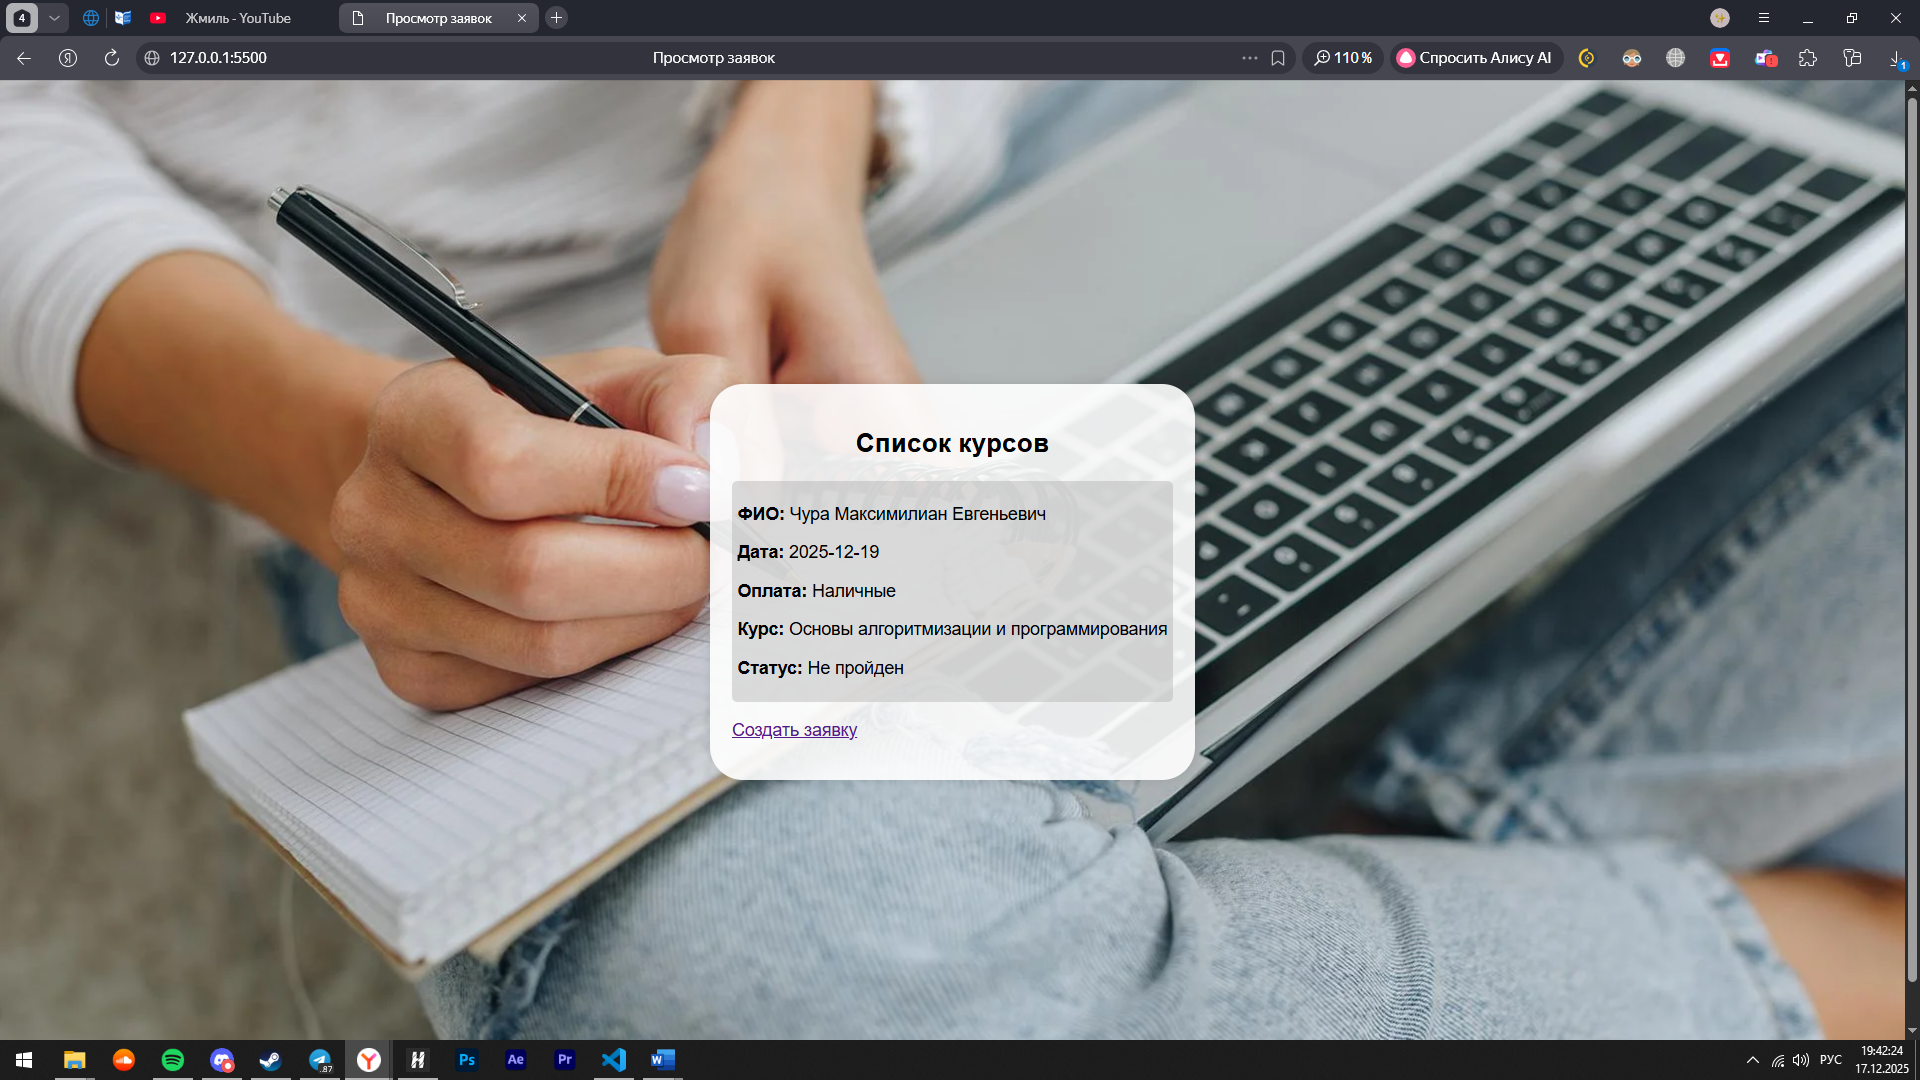 4
Жмиль - YouTube
Просмотр заявок
127.0.0.1:5500
Просмотр заявок
110 %
Спросить Алису AI
1
Список курсов
ФИО: Чура Максимилиан Евгеньевич
Дата: 2025-12-19
Оплата: Наличные
Курс: Основы алгоритмизации и программирования
Статус: Не пройден
Создать заявку
87
Ps
Ae
Pr
W
РУС
19:42:24
17.12.2025